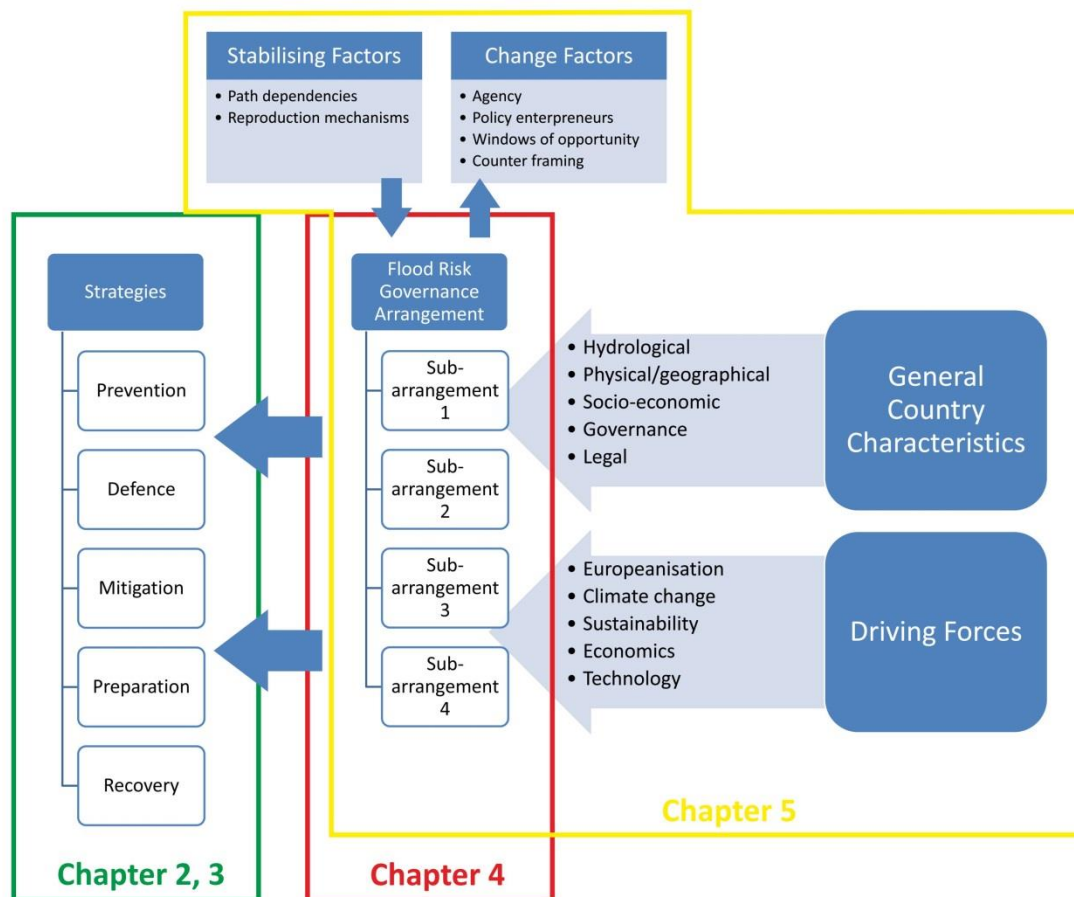 Stabilising Factors
• Path dependencies
• Reproduction mechanisms
Change Factors
• Agency
• Policy enterpreneurs
• Windows of opportunity
• Counter framing
Strategies
Prevention
Defence
Mitigation
Preparation
Recovery
Chapter 2, 3
Flood Risk
Governance
Arrangement
Sub-
arrangement
1
Sub-
arrangement
2
Sub-
arrangement
3
Sub-
arrangement
4
Chapter 4
• Hydrological
• Physical/geographical
• Socio-economic
• Governance
• Legal
General
Country
Characteristics
• Europeanisation
• Climate change
• Sustainability
• Economics
• Technology
Driving Forces
Chapter 5